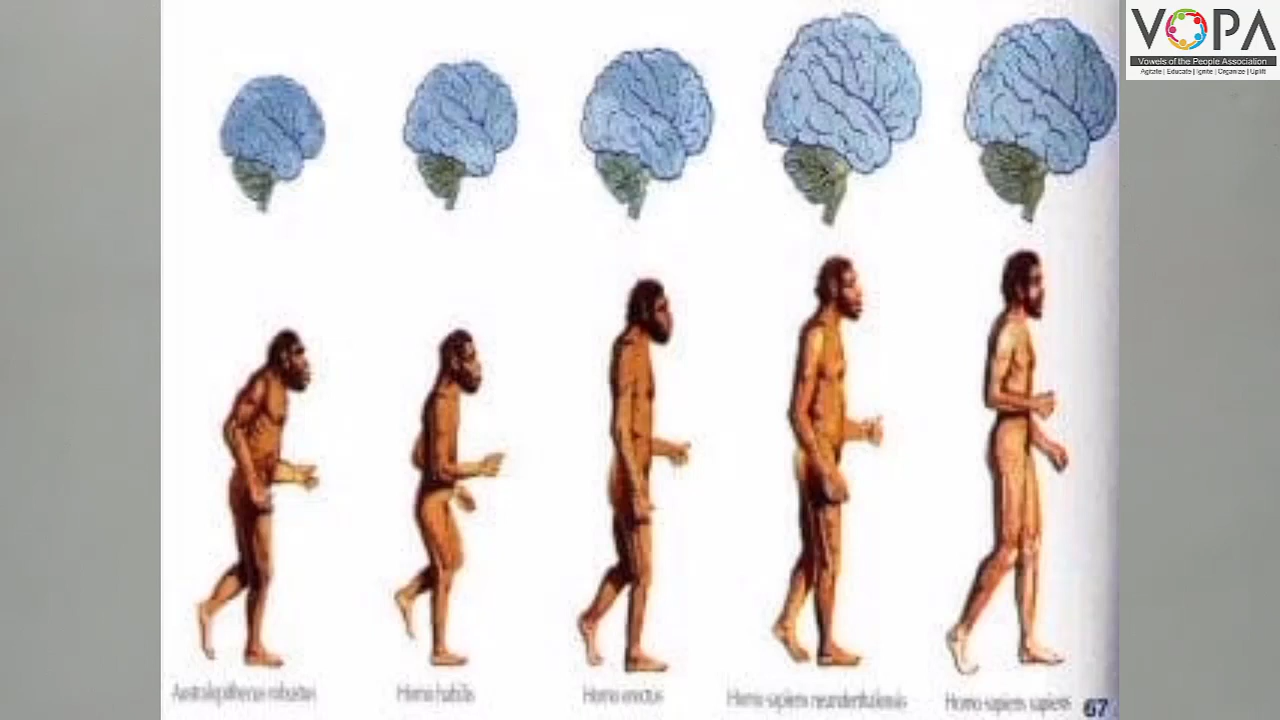 VOPA
Vowels of the People Association
Agitate | Educate | Ignite | Organize | Uplift
Australopithecus robustus
Homo habilis
Homo erectus
Homo sapiens neanderthalensis
Homo sapiens sapiens
67